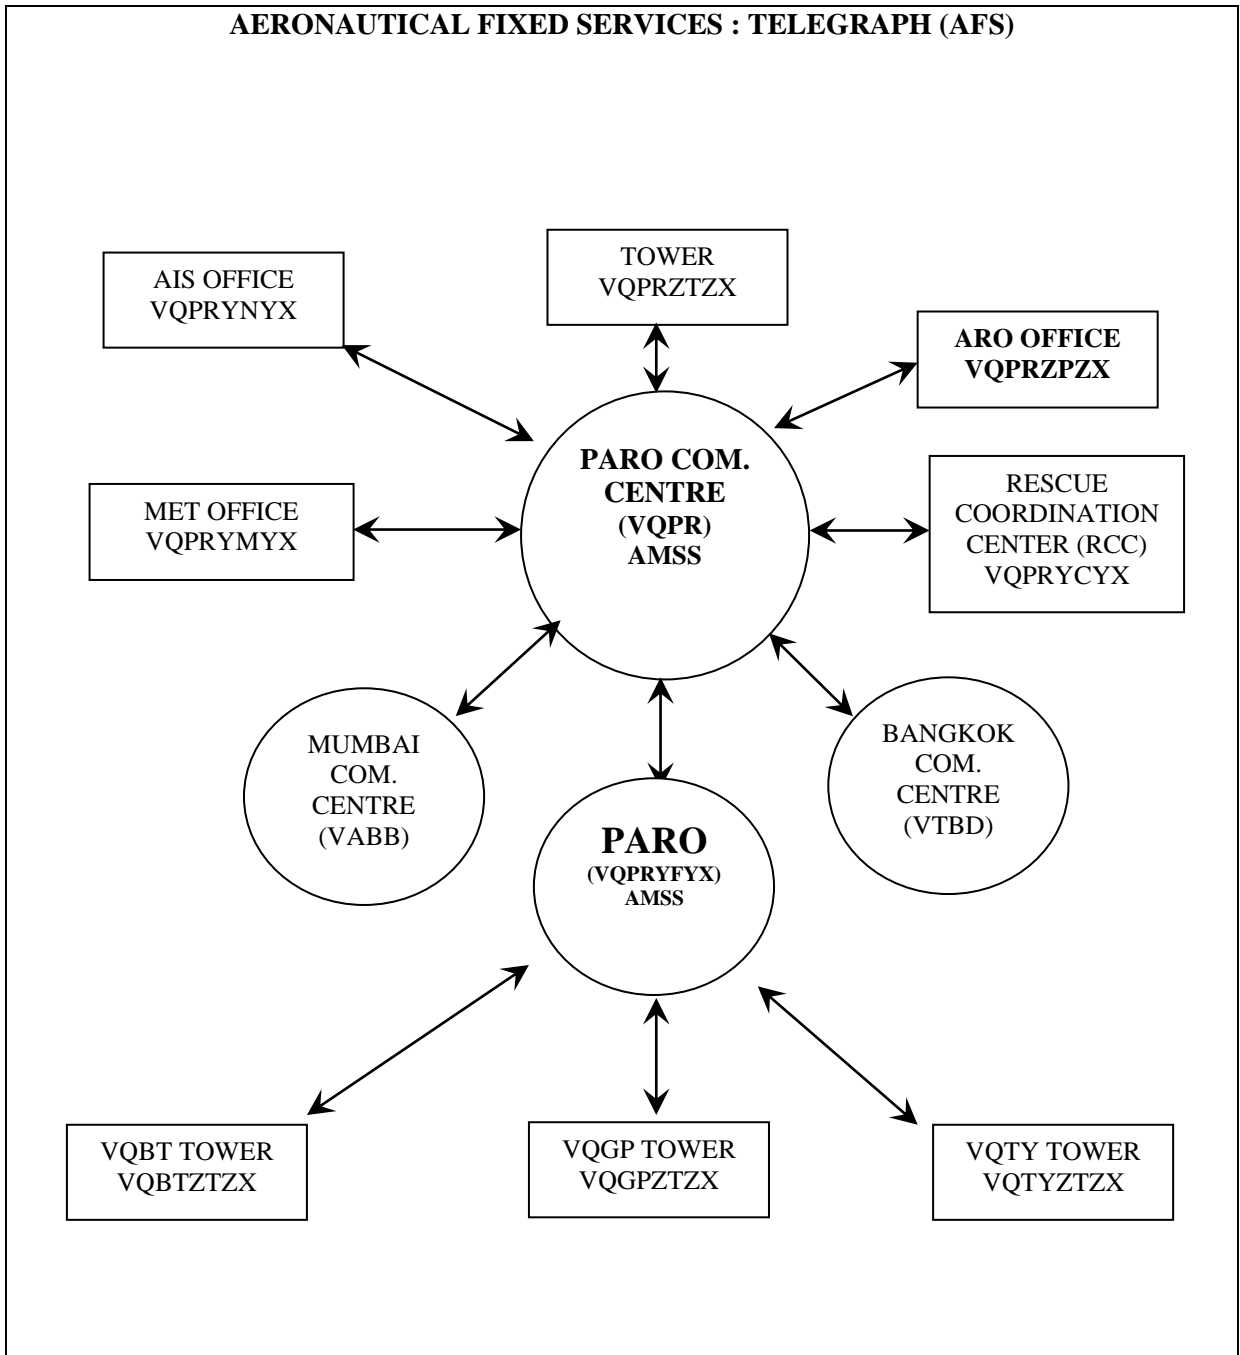 AERONAUTICAL FIXED SERVICES : TELEGRAPH (AFS)
AIS OFFICE
VQPRYNYX
TOWER
VQPRZTZX
ARO OFFICE
VQPRZPZX
PARO COM.
CENTRE
(VQPR)
AMSS
MET OFFICE
VQPRYMYX
RESCUE
COORDINATION
CENTER (RCC)
VQPRYCYX
MUMBAI
COM.
CENTRE
(VABB)
BANGKOK
COM.
CENTRE
(VTBD)
PARO
(VQPRYFYX)
AMSS
VQBT TOWER
VQBTZTZX
VQGP TOWER
VQGPZTZX
VQTY TOWER
VQTYZTZX